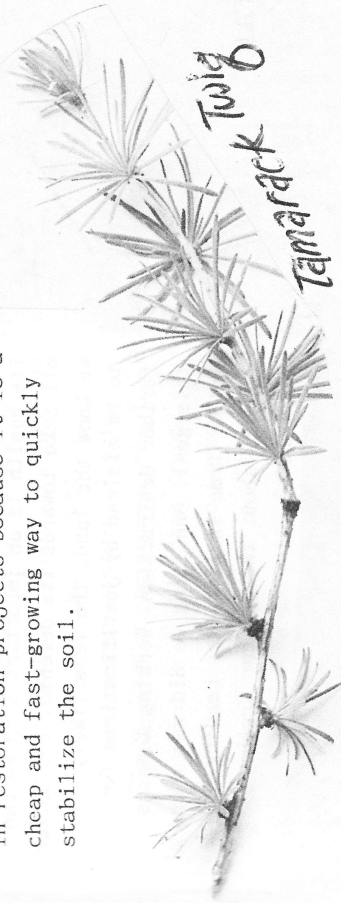 in restoration projects because it is a
cheap and fast-growing way to quickly
stabilize the soil.
Tamarack Twig